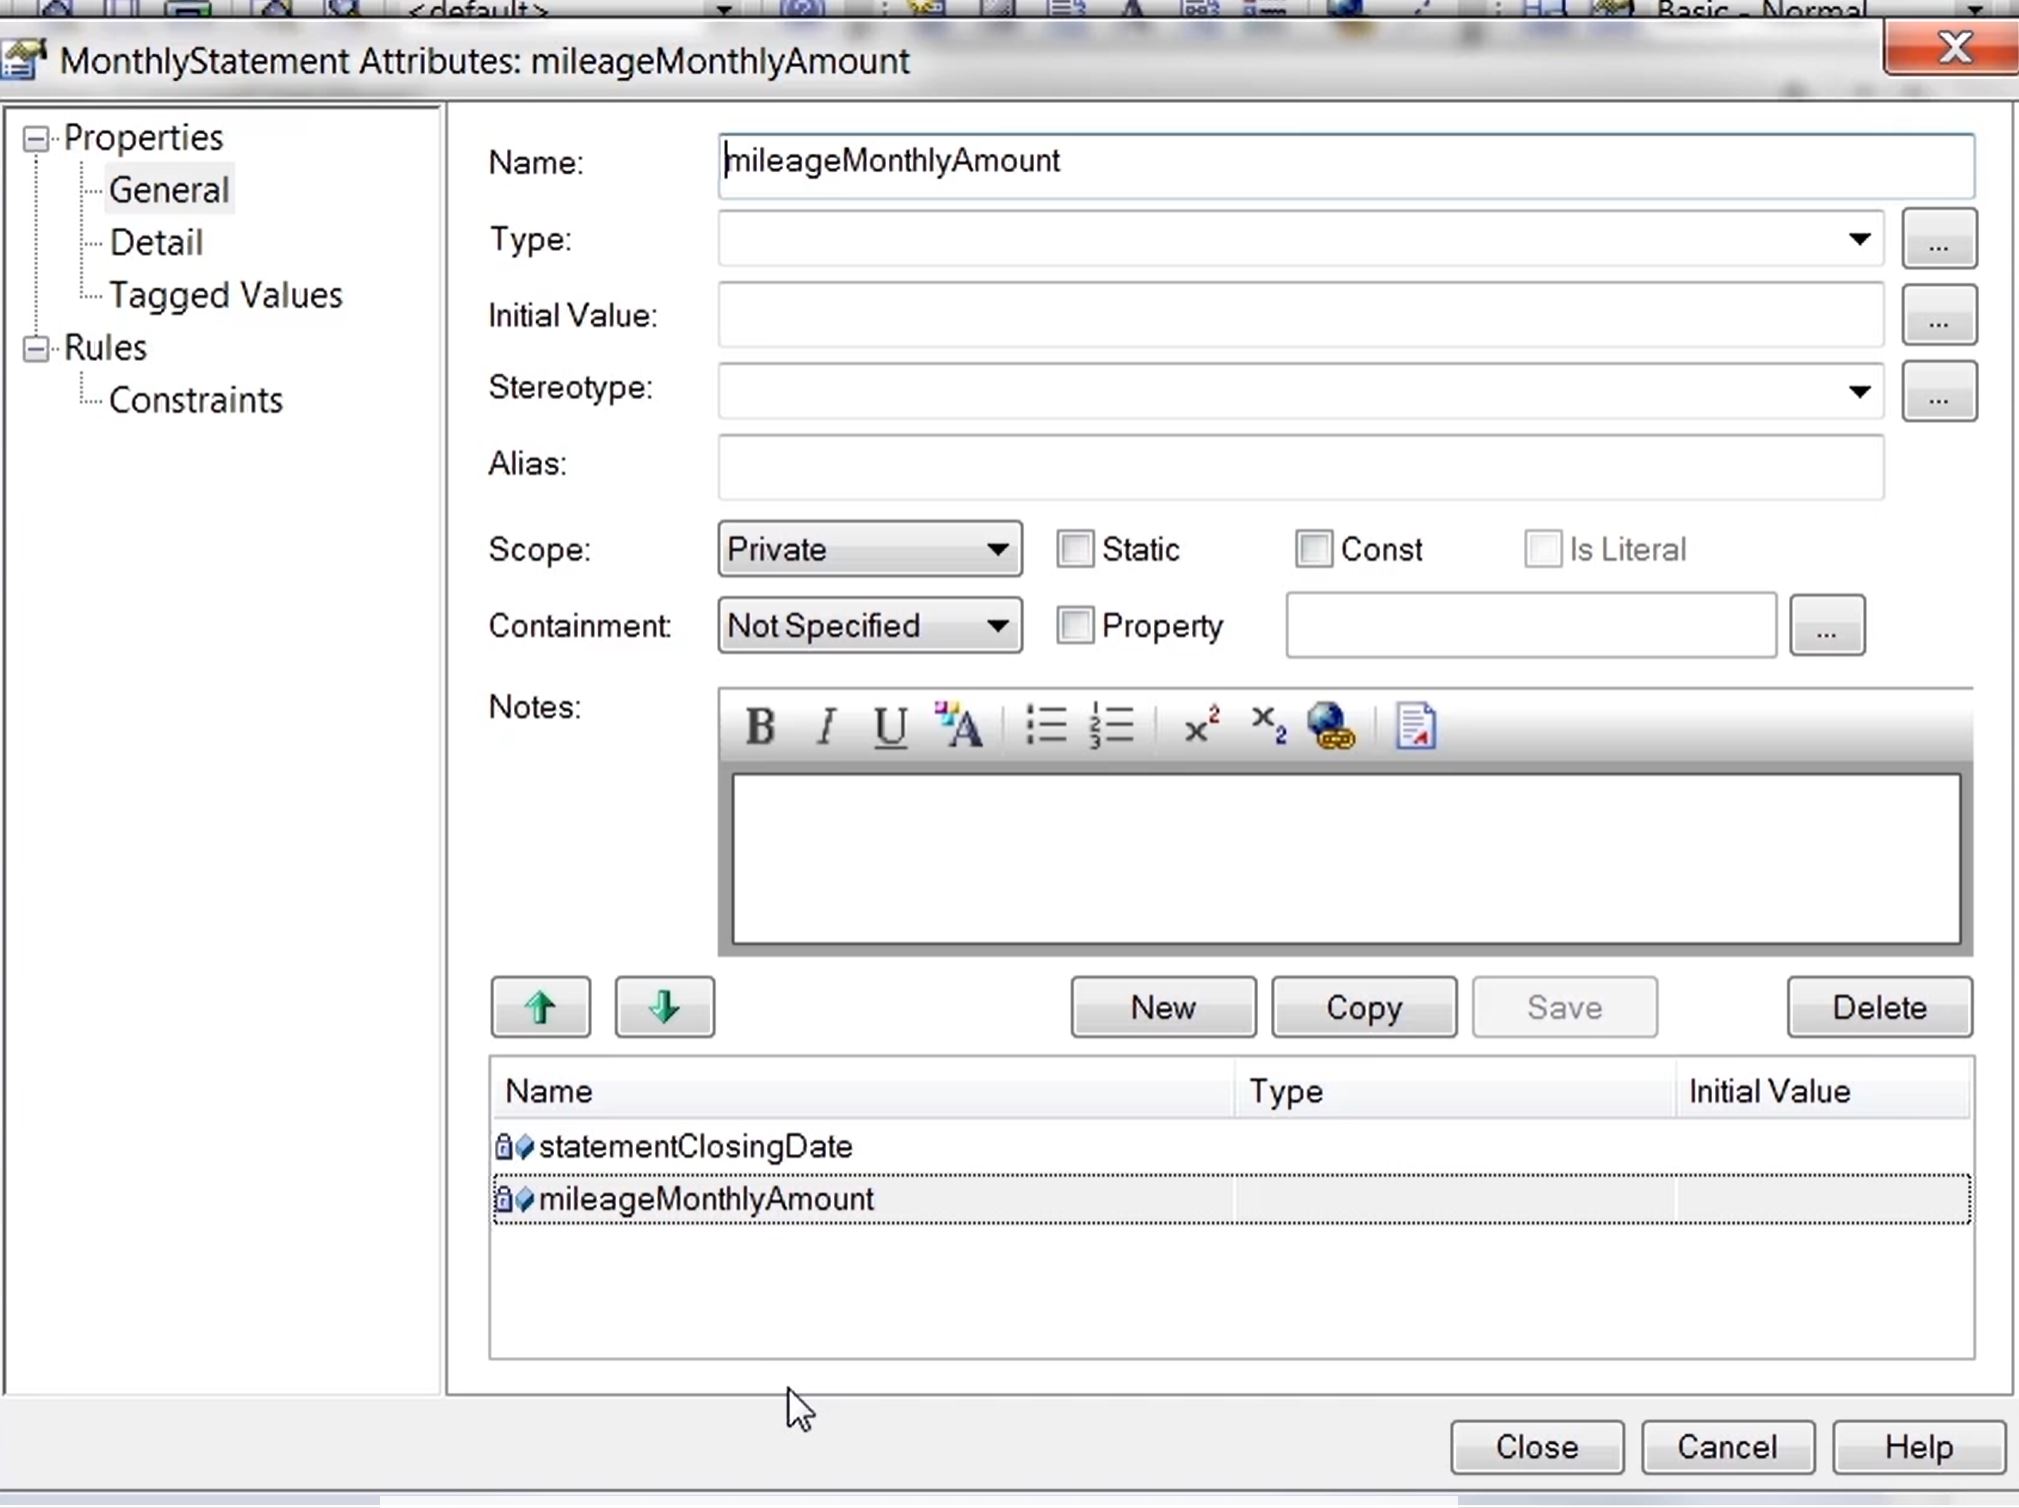 <default>
Basic - Normal
MonthlyStatement Attributes: mileageMonthlyAmount
Properties
General
Detail
Tagged Values
Rules
Constraints
Name: mileageMonthlyAmount
Type:
...
Initial Value:
...
Stereotype:
...
Alias:
Scope: Private Static Const Is Literal
Containment: Not Specified Property
...
Notes:
B I U A x² x₂
New Copy Save Delete
Name Type Initial Value
statementClosingDate
mileageMonthlyAmount
Close Cancel Help